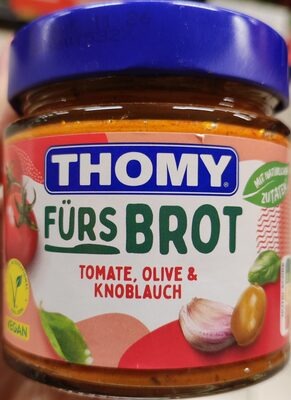 THOMY®
FÜRS BROT
TOMATE, OLIVE &
KNOBLAUCH
MIT NATÜRLICHEN
ZUTATEN
V
VEGAN